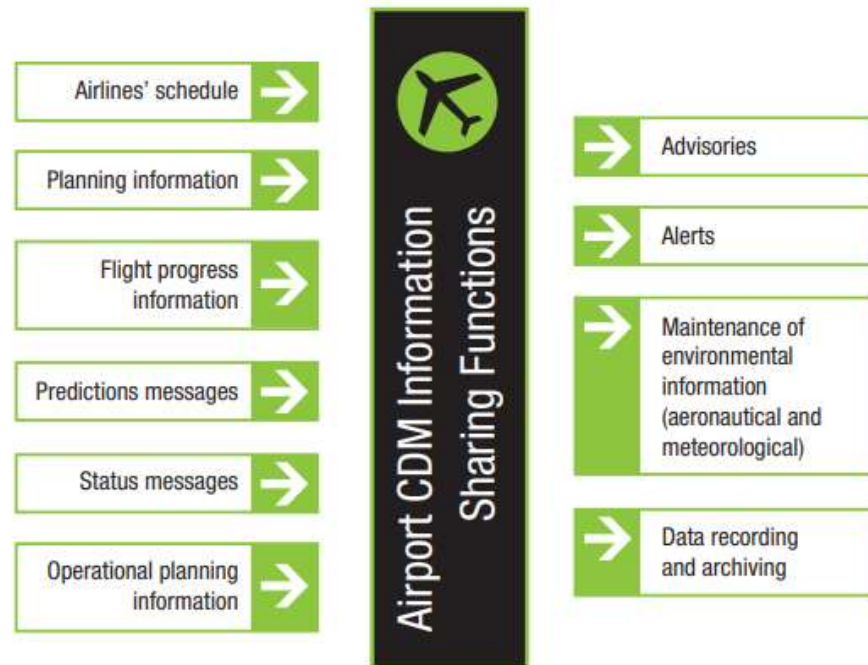 Airlines’ schedule
Planning information
Flight progress
information
Predictions messages
Status messages
Operational planning
information
Airport CDM Information
Sharing Functions
Advisories
Alerts
Maintenance of
environmental
information
(aeronautical and
meteorological)
Data recording
and archiving